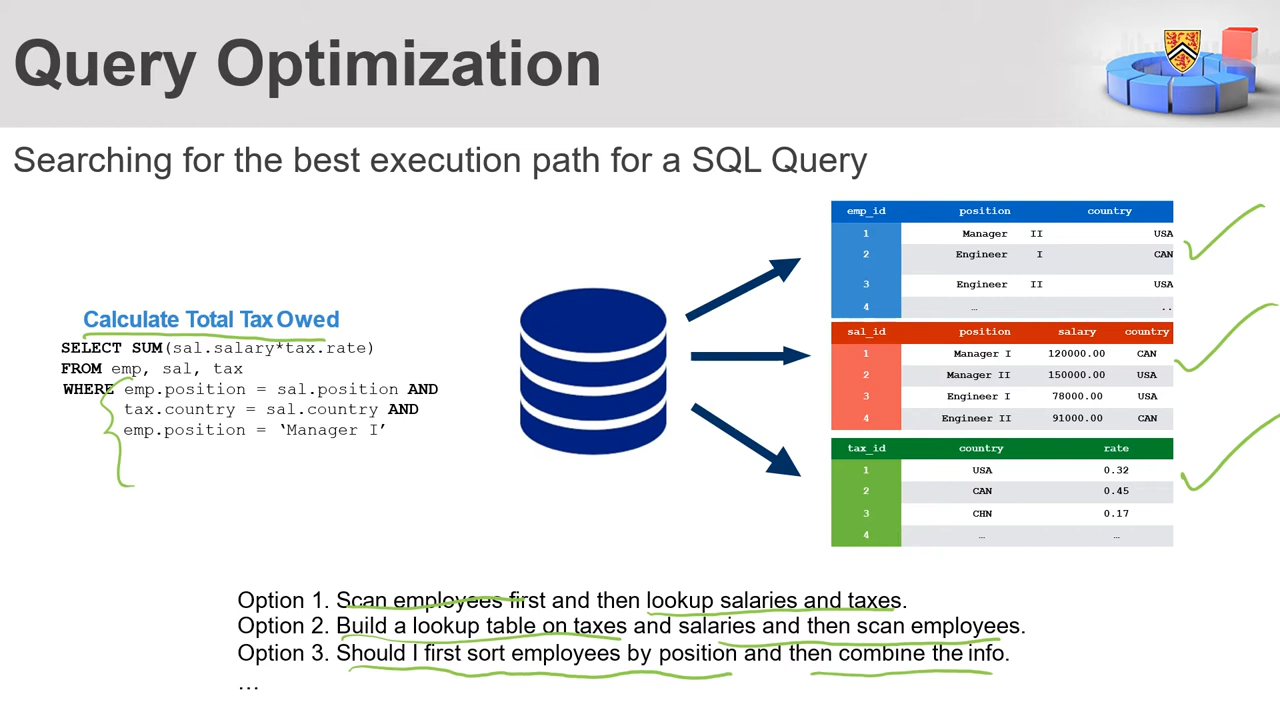 Query Optimization
Searching for the best execution path for a SQL Query
Calculate Total Tax Owed
SELECT SUM(sal.salary*tax.rate)
FROM emp, sal, tax
WHERE emp.position = sal.position AND
tax.country = sal.country AND
emp.position = ‘Manager I’
emp_id position country
1 Manager II USA
2 Engineer I CAN
3 Engineer II USA
4 … ..
sal_id position salary country
1 Manager I 120000.00 CAN
2 Manager II 150000.00 USA
3 Engineer I 78000.00 USA
4 Engineer II 91000.00 CAN
tax_id country rate
1 USA 0.32
2 CAN 0.45
3 CHN 0.17
4 … …
Option 1. Scan employees first and then lookup salaries and taxes.
Option 2. Build a lookup table on taxes and salaries and then scan employees.
Option 3. Should I first sort employees by position and then combine the info.
…